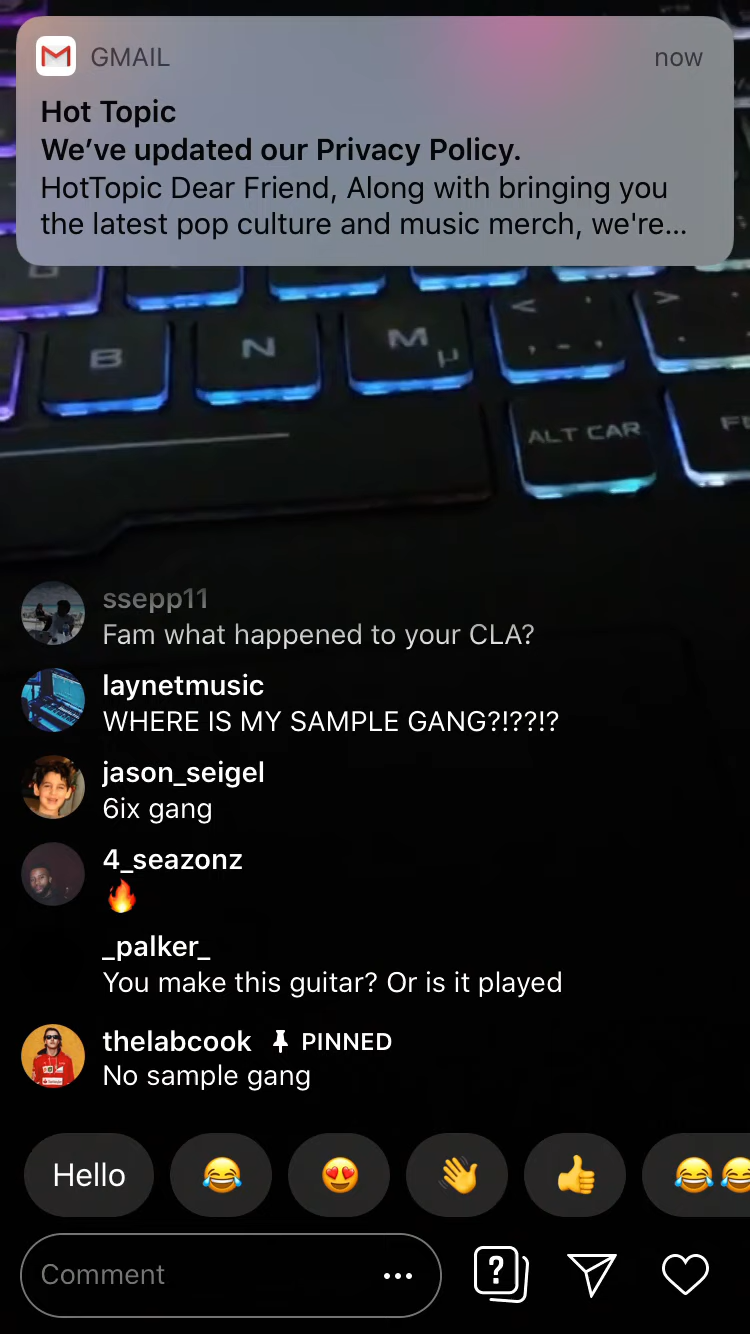 GMAIL
now
Hot Topic
We've updated our Privacy Policy.
HotTopic Dear Friend, Along with bringing you
the latest pop culture and music merch, we're...
B
N
M
µ
<
>
ALT CAR
ssepp11
Fam what happened to your CLA?
laynetmusic
WHERE IS MY SAMPLE GANG?!??!?
jason_seigel
6ix gang
4_seazonz
🔥
_palker_
You make this guitar? Or is it played
thelabcook PINNED
No sample gang
Hello 😂 😍 👋 👍 😂😂
Comment